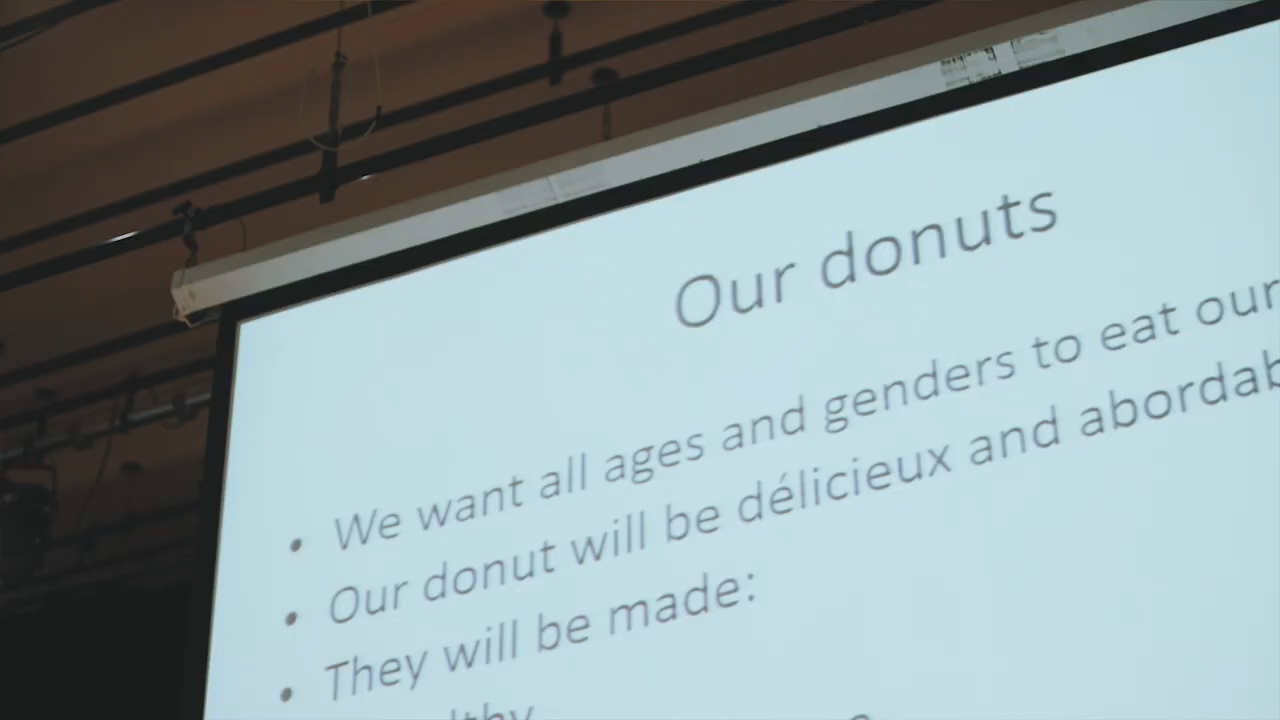 Our donuts
• We want all ages and genders to eat our
• Our donut will be délicieux and abordab
• They will be made: